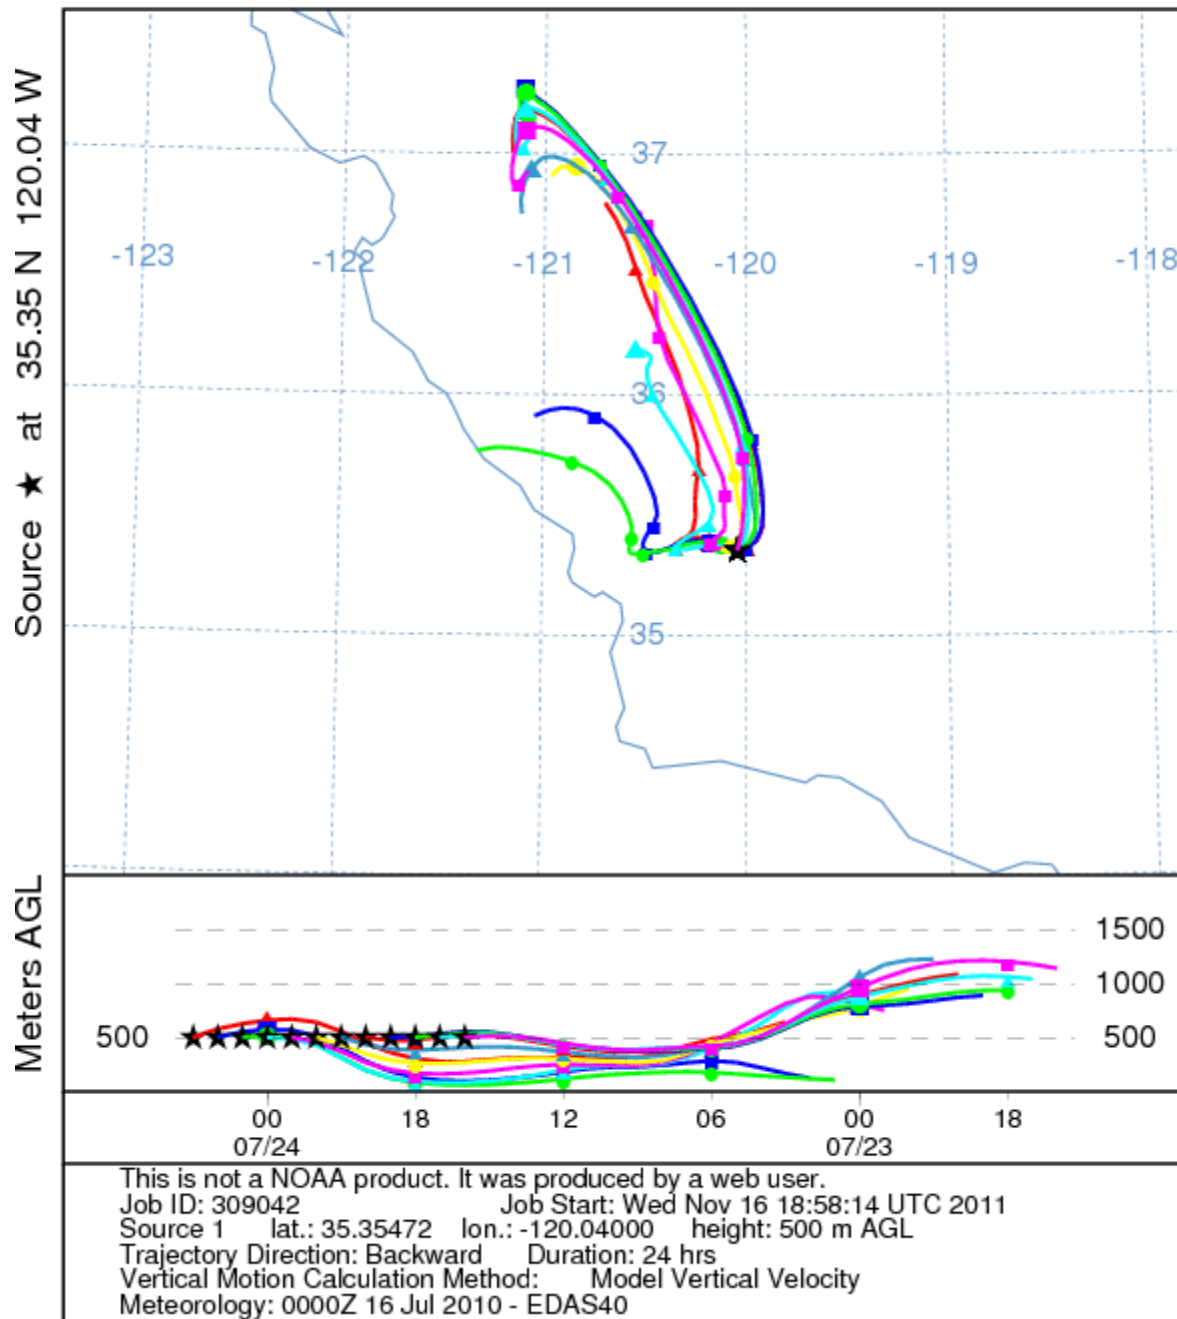 Source ★ at 35.35 N 120.04 W
37
-123 -122 -121 -120 -119 -118
36
35
Meters AGL
1500
1000
500 500
00 18 12 06 00 18
07/24 07/23
This is not a NOAA product. It was produced by a web user.
Job ID: 309042 Job Start: Wed Nov 16 18:58:14 UTC 2011
Source 1 lat.: 35.35472 lon.: -120.04000 height: 500 m AGL
Trajectory Direction: Backward Duration: 24 hrs
Vertical Motion Calculation Method: Model Vertical Velocity
Meteorology: 0000Z 16 Jul 2010 - EDAS40